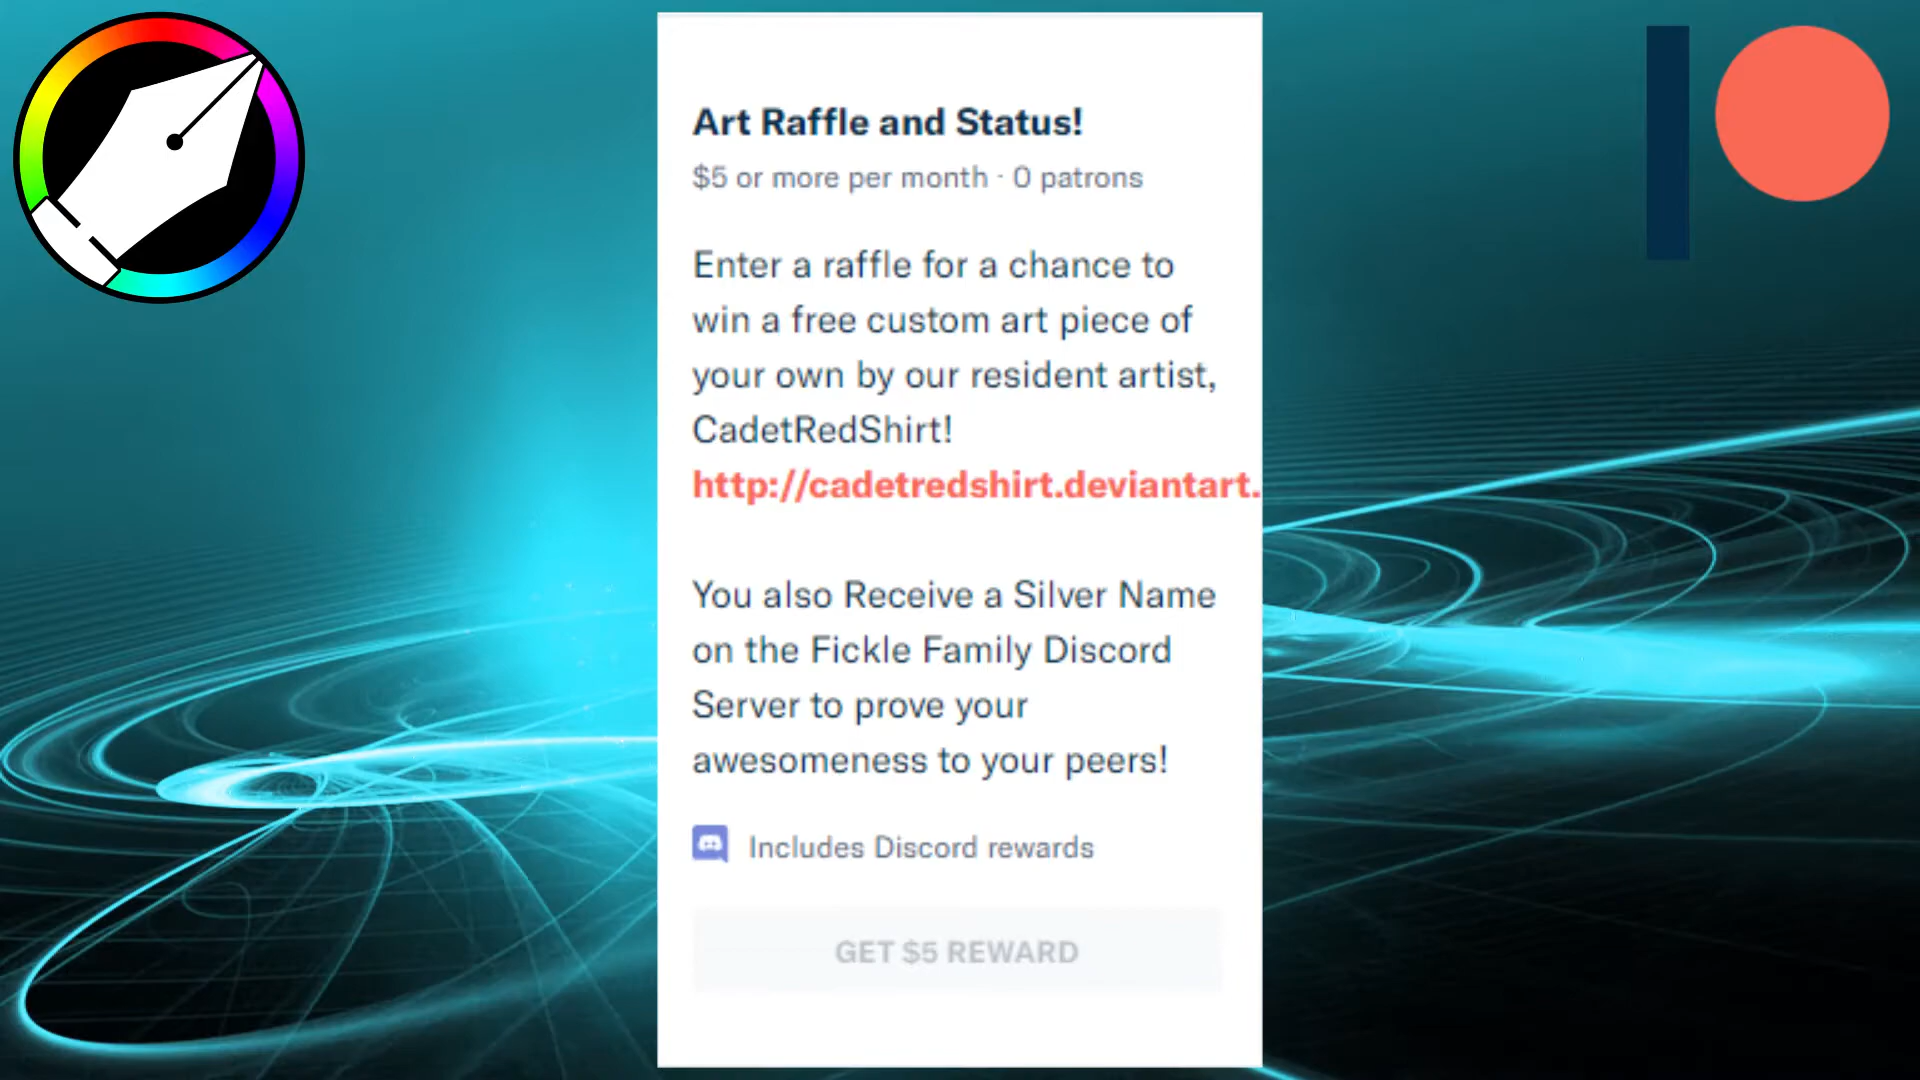 Art Raffle and Status!
$5 or more per month · 0 patrons
Enter a raffle for a chance to
win a free custom art piece of
your own by our resident artist,
CadetRedShirt!
http://cadetredshirt.deviantart.
You also Receive a Silver Name
on the Fickle Family Discord
Server to prove your
awesomeness to your peers!
Includes Discord rewards
GET $5 REWARD